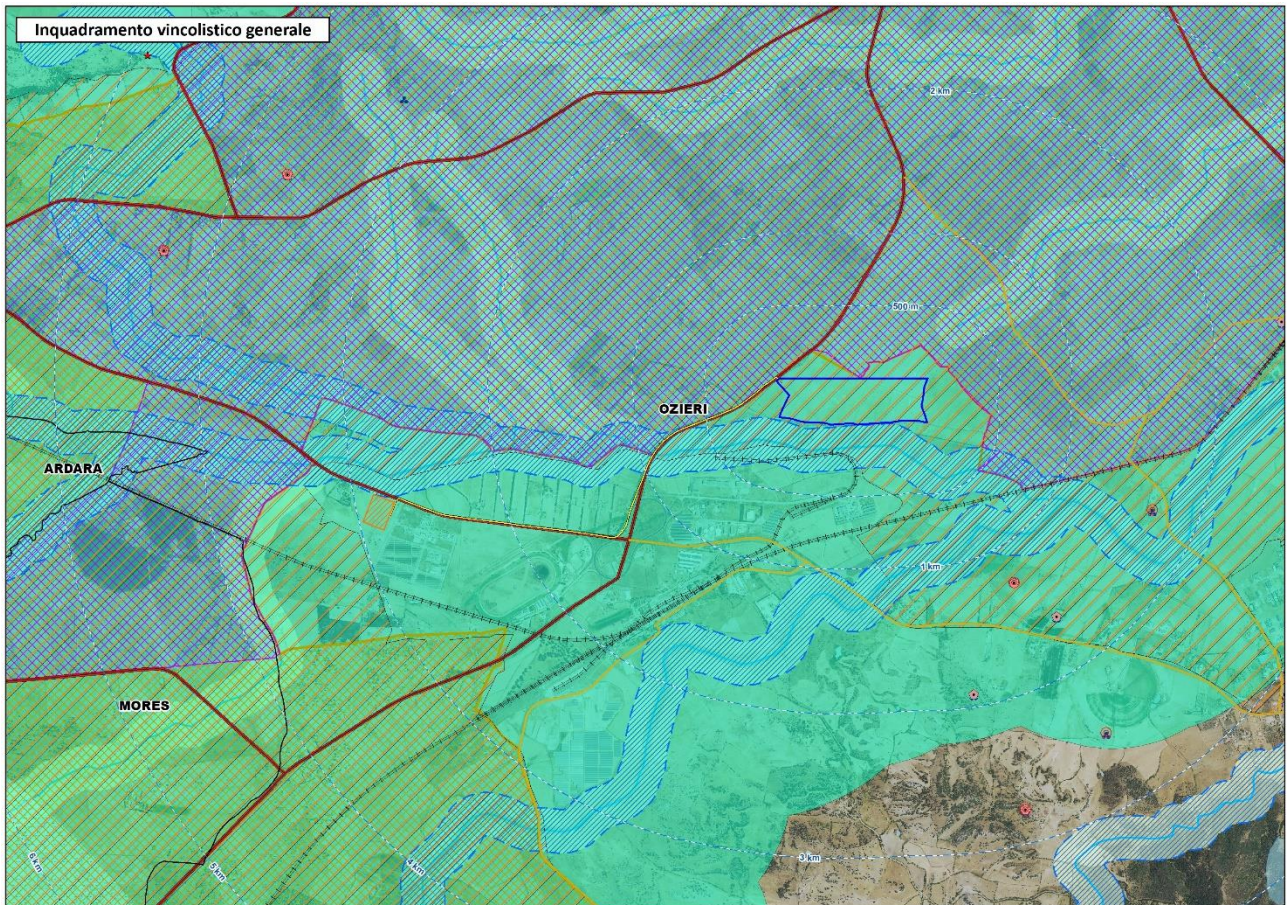 Inquadramento vincolistico generale
2 km
500 m
OZIERI
ARDARA
1 km
MORES
3 km
4 km
5 km
6 km